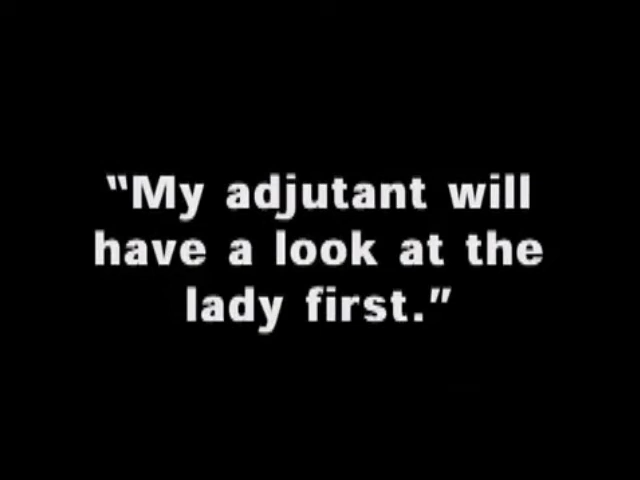 “My adjutant will
have a look at the
lady first.”